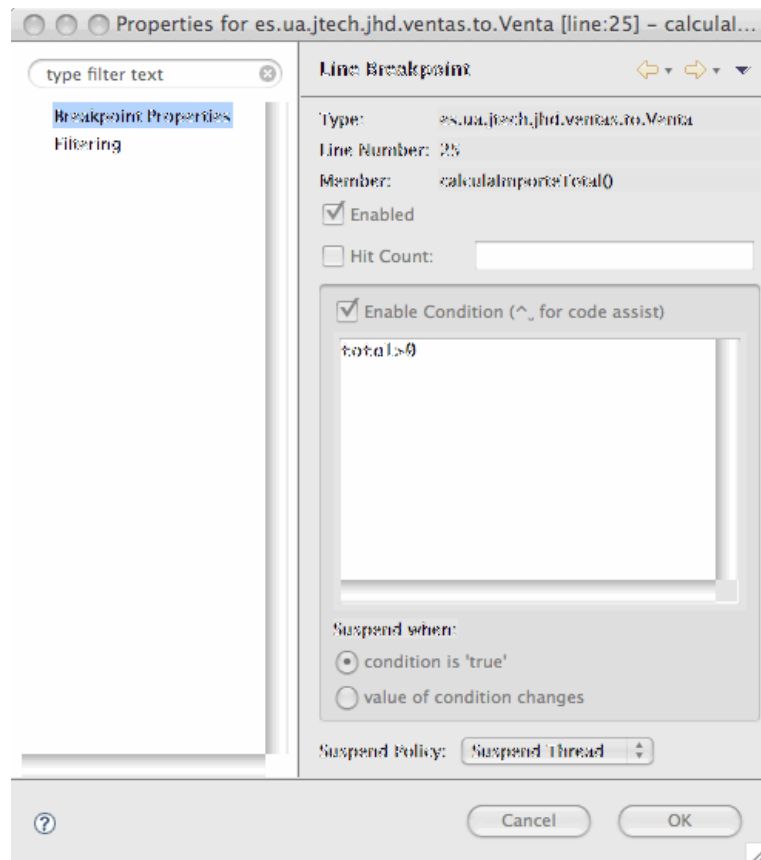 Properties for es.ua.jtech.jhd.ventas.to.Venta [line:25] – calculaI...
type filter text
Breakpoint Properties
Filtering
Line Breakpoint
Type: es.ua.jtech.jhd.ventas.to.Venta
Line Number: 25
Member: calculaImporteTotal()
Enabled
Hit Count:
Enable Condition (^␣ for code assist)
total>0
Suspend when:
condition is 'true'
value of condition changes
Suspend Policy: Suspend Thread
Cancel OK